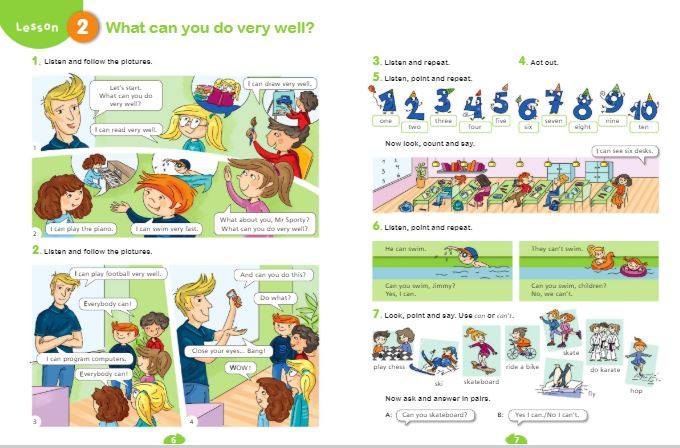 Lesson 2 What can you do very well?
1. Listen and follow the pictures.
Let's start.
What can you do
very well?
I can read very well.
I can draw very well.
1
I can play the piano.
I can swim very fast.
What about you, Mr Sporty?
What can you do very well?
2
2. Listen and follow the pictures.
I can play football very well.
Everybody can!
I can program computers.
Everybody can!
3
And can you do this?
Do what?
Close your eyes... Bang!
WOW!
4
6
3. Listen and repeat.
4. Act out.
5. Listen, point and repeat.
1 2 3 4 5 6 7 8 9 10
one
two
three
four
five
six
seven
eight
nine
ten
Now look, count and say.
I can see six desks.
6. Listen, point and repeat.
He can swim.
Can you swim, Jimmy?
Yes, I can.
They can't swim.
Can you swim, children?
No, we can't.
7. Look, point and say. Use can or can't.
play chess
ski
skateboard
ride a bike
skate
fly
do karate
hop
Now ask and answer in pairs.
A: Can you skateboard?
B: Yes I can./No I can't.
7